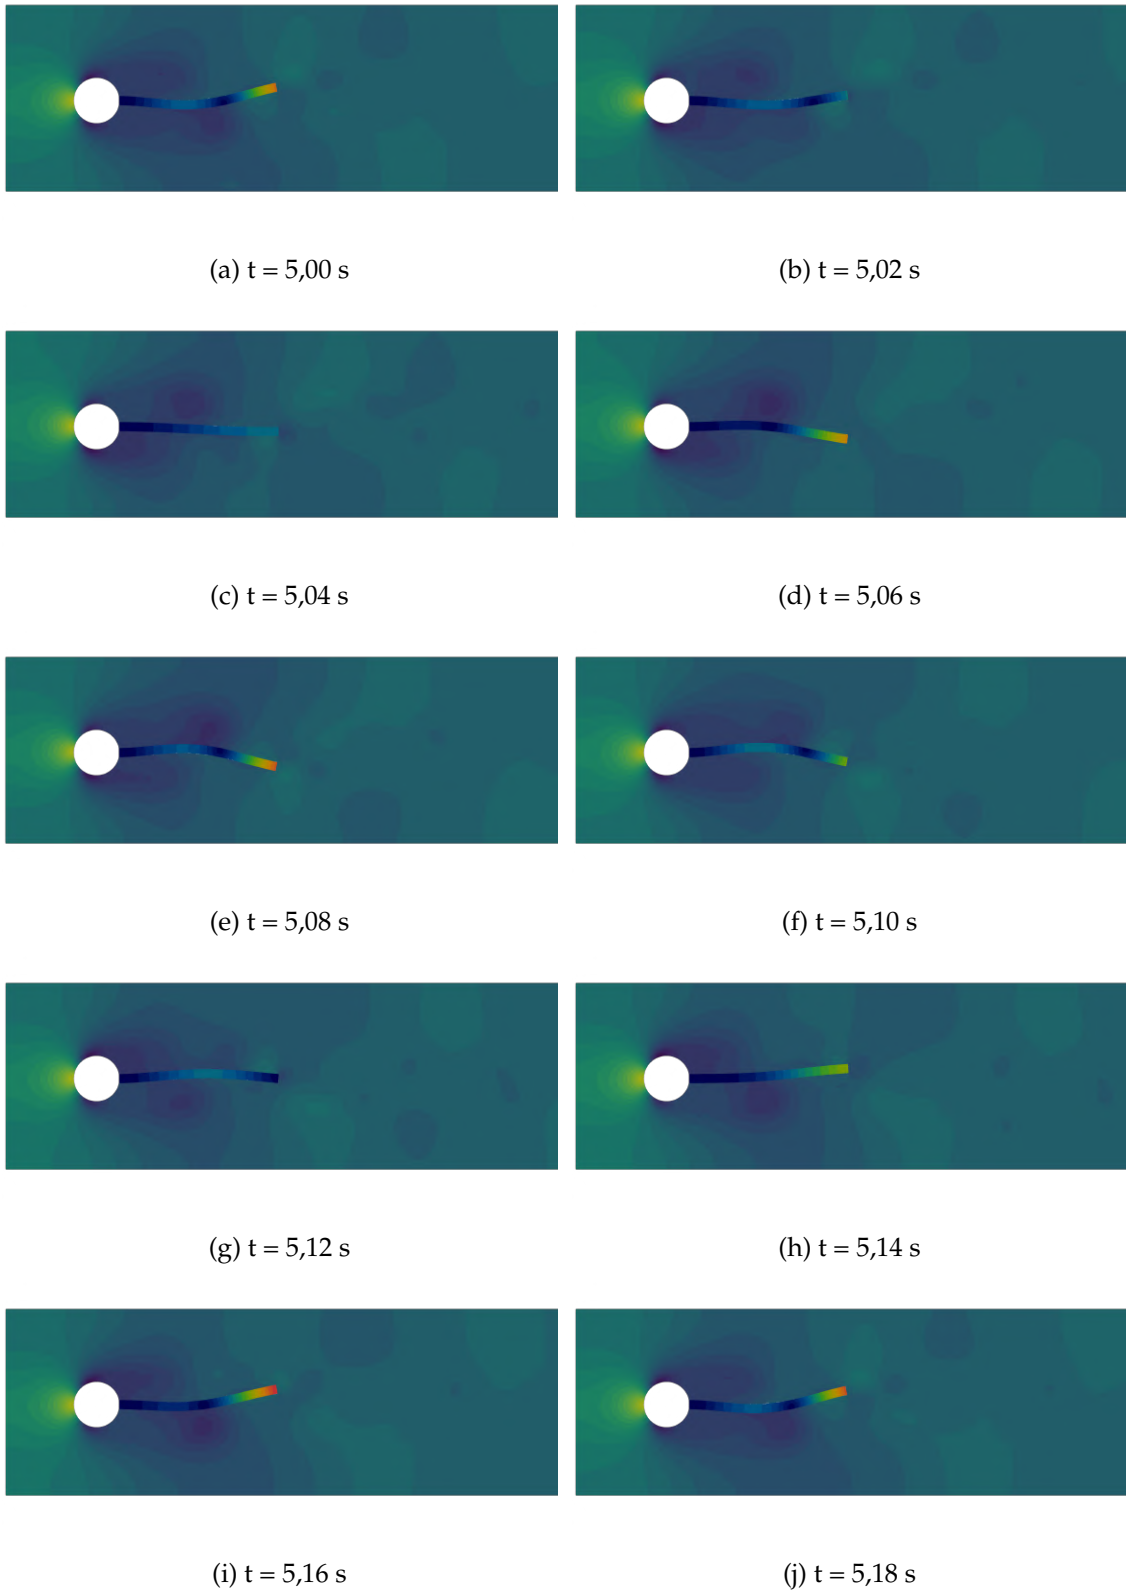 (a) t = 5,00 s
(b) t = 5,02 s
(c) t = 5,04 s
(d) t = 5,06 s
(e) t = 5,08 s
(f) t = 5,10 s
(g) t = 5,12 s
(h) t = 5,14 s
(i) t = 5,16 s
(j) t = 5,18 s